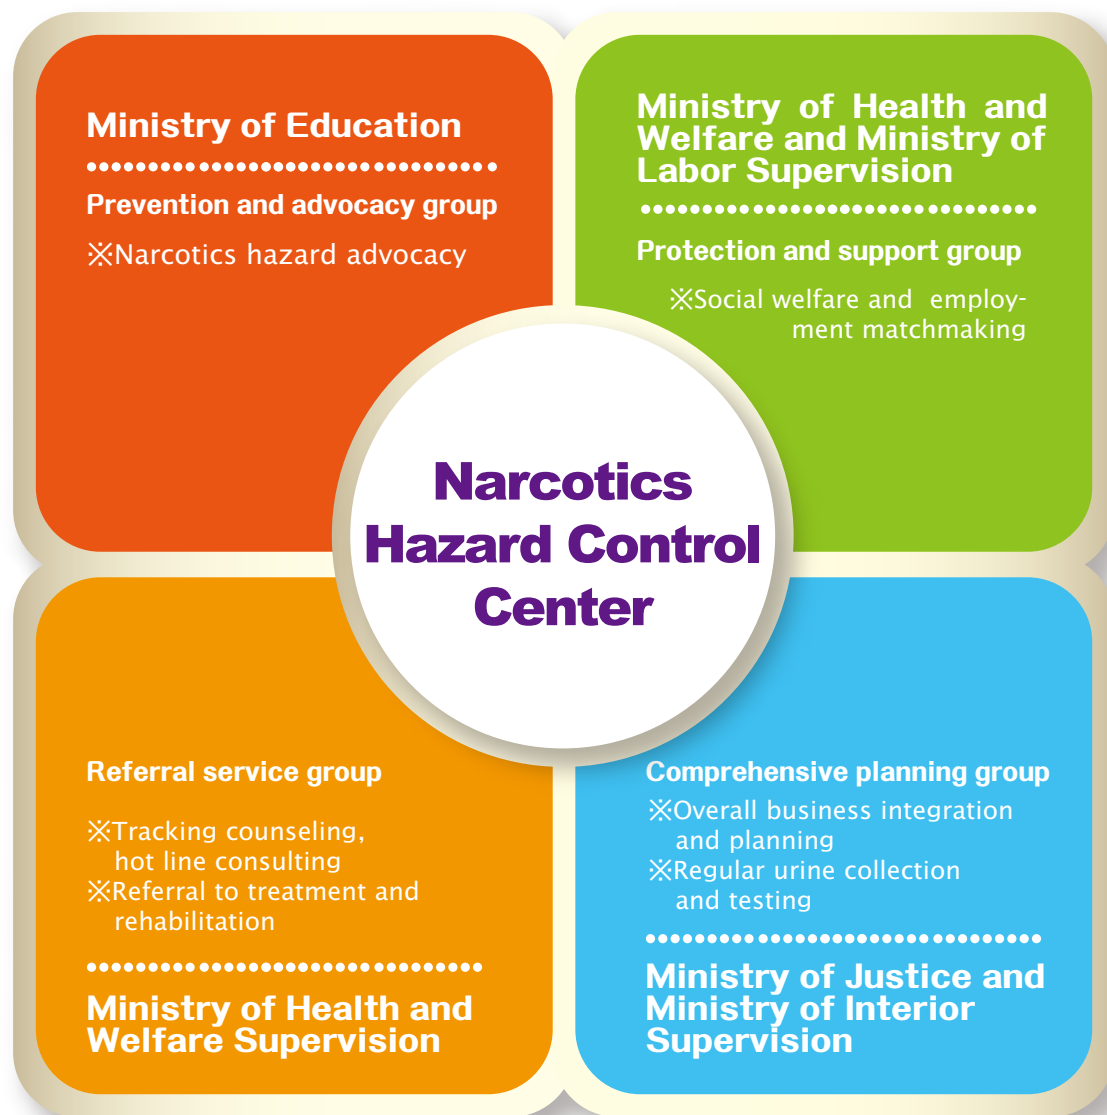 Ministry of Education
Prevention and advocacy group
※Narcotics hazard advocacy
Ministry of Health and
Welfare and Ministry of
Labor Supervision
Protection and support group
※Social welfare and employ-
ment matchmaking
Narcotics
Hazard Control
Center
Referral service group
※Tracking counseling,
hot line consulting
※Referral to treatment and
rehabilitation
Ministry of Health and
Welfare Supervision
Comprehensive planning group
※Overall business integration
and planning
※Regular urine collection
and testing
Ministry of Justice and
Ministry of Interior
Supervision